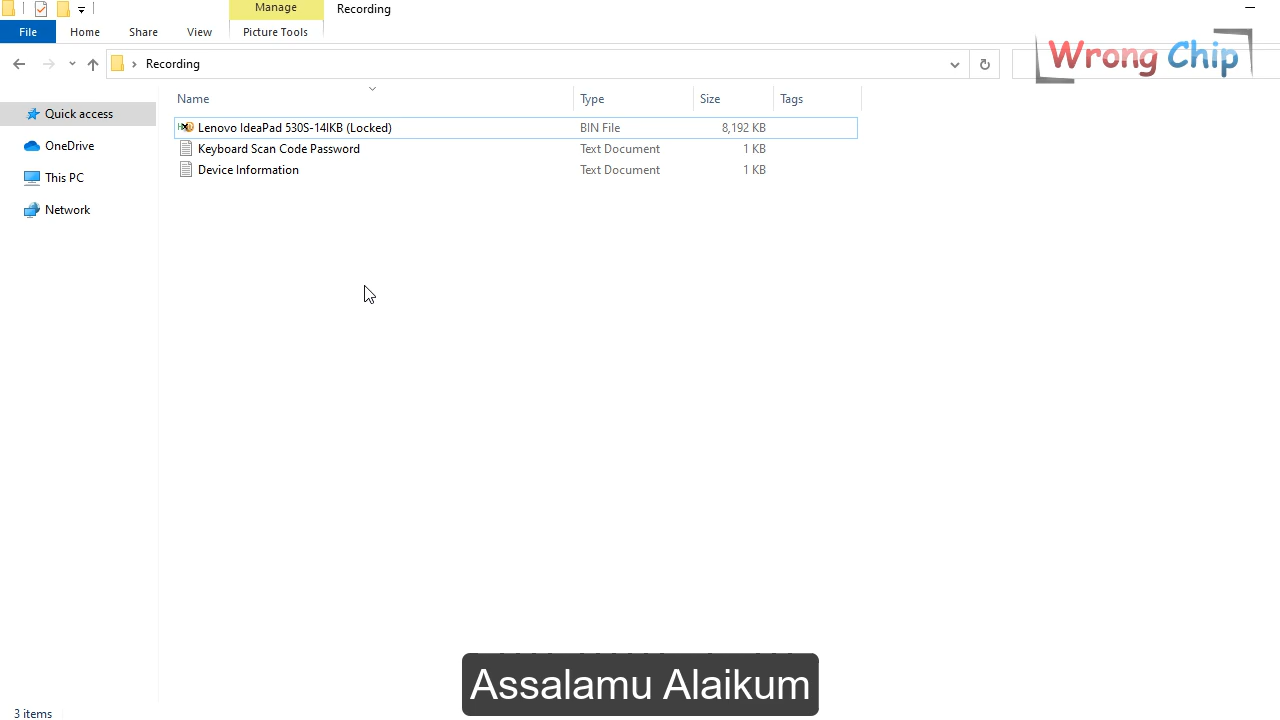 Manage
Recording
File
Home
Share
View
Picture Tools
Recording
Wrong Chip
Quick access
OneDrive
This PC
Network
Name
Type
Size
Tags
Lenovo IdeaPad 530S-14IKB (Locked)
BIN File
8,192 KB
Keyboard Scan Code Password
Text Document
1 KB
Device Information
Text Document
1 KB
Assalamu Alaikum
3 items